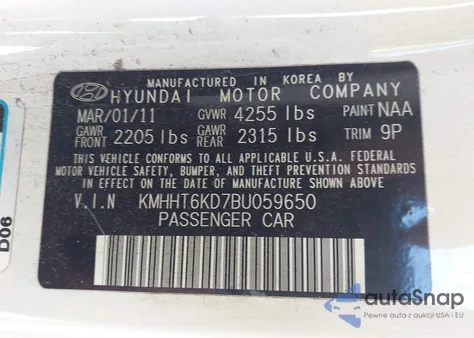 MANUFACTURED IN KOREA BY
HYUNDAI MOTOR COMPANY
MAR/01/11 GVWR 4255 lbs PAINT NAA
GAWR FRONT 2205 lbs GAWR REAR 2315 lbs TRIM 9P
THIS VEHICLE CONFORMS TO ALL APPLICABLE U.S.A. FEDERAL
MOTOR VEHICLE SAFETY, BUMPER, AND THEFT PREVENTION
STANDARDS IN EFFECT ON THE DATE OF MANUFACTURE SHOWN ABOVE.
V.I.N KMHHT6KD7BU059650
PASSENGER CAR
D06
autoSnap
Pewne auta z USA i EU